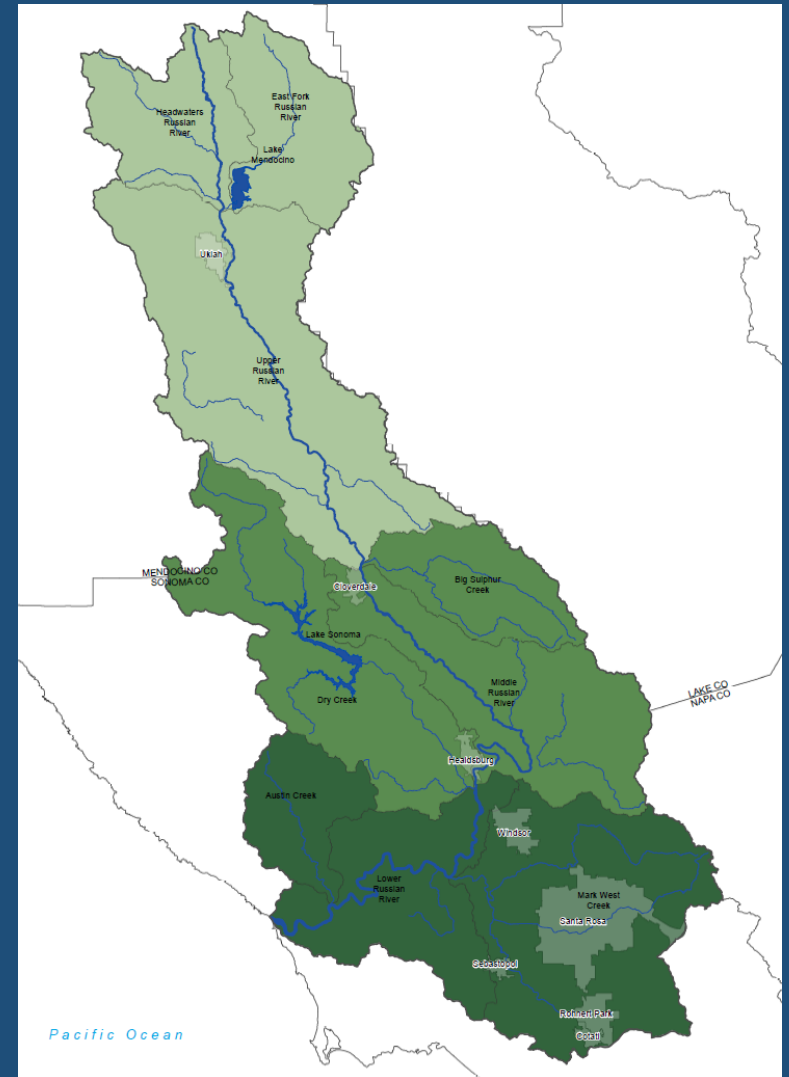 East Fork
Russian
River
Headwaters
Russian
River
Lake
Mendocino
Ukiah
Upper
Russian
River
MENDOCINO CO
SONOMA CO
Cloverdale
Big Sulphur
Creek
Lake Sonoma
Dry Creek
Middle
Russian
River
LAKE CO
NAPA CO
Healdsburg
Austin Creek
Windsor
Lower
Russian
River
Mark West
Creek
Santa Rosa
Sebastopol
Rohnert Park
Cotati
Pacific Ocean